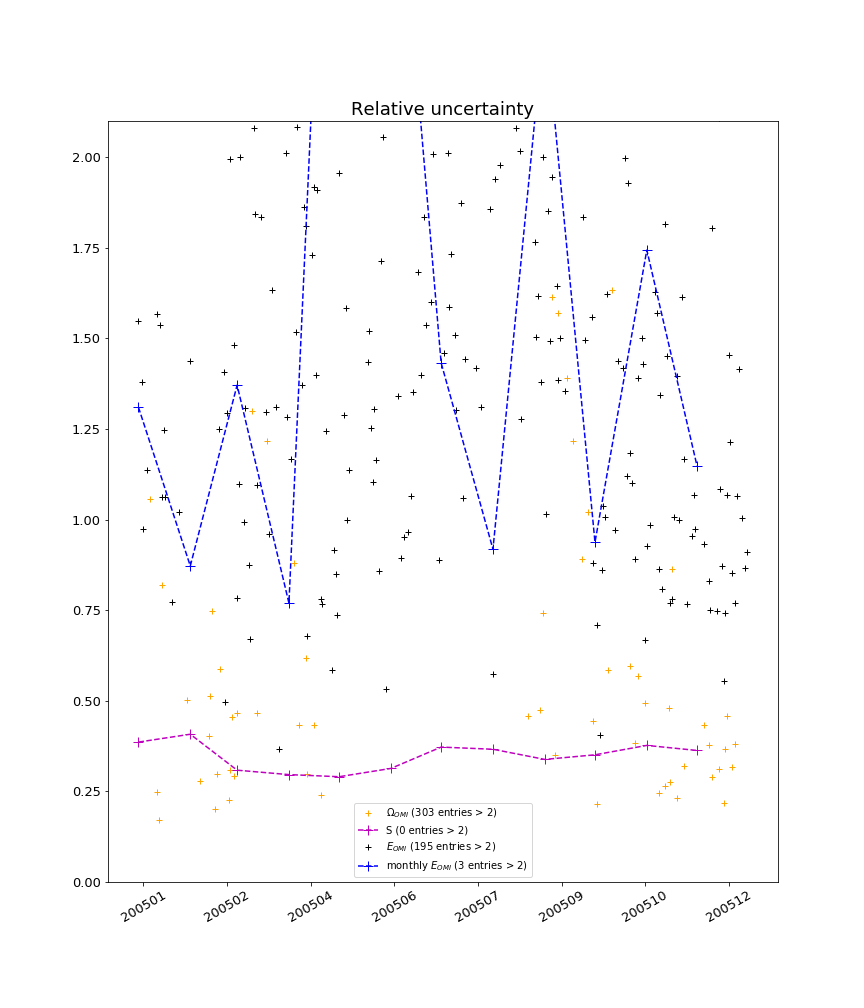 Relative uncertainty
2.00
1.75
1.50
1.25
1.00
0.75
0.50
0.25
0.00
Ω_OMI (303 entries > 2)
S (0 entries > 2)
E_OMI (195 entries > 2)
monthly E_OMI (3 entries > 2)
200501 200502 200504 200506 200507 200509 200510 200512